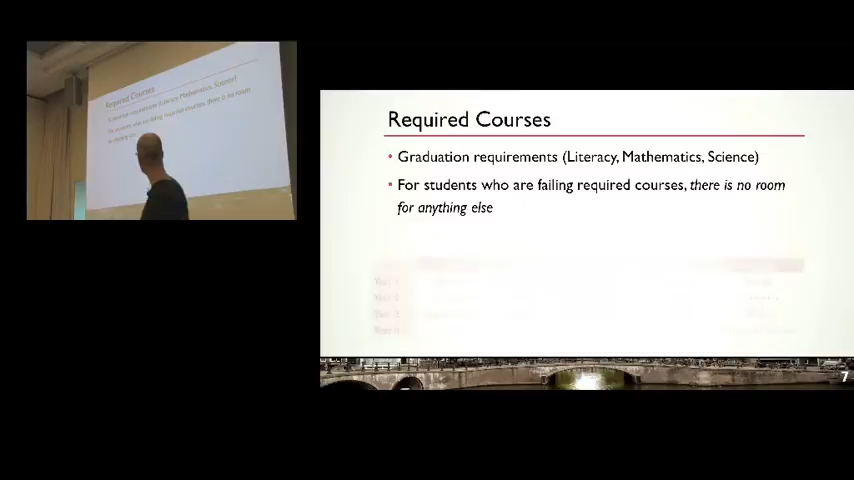 Required Courses
• Graduation requirements (Literacy, Mathematics, Science)
• For students who are failing required courses, there is no room
for anything else
7